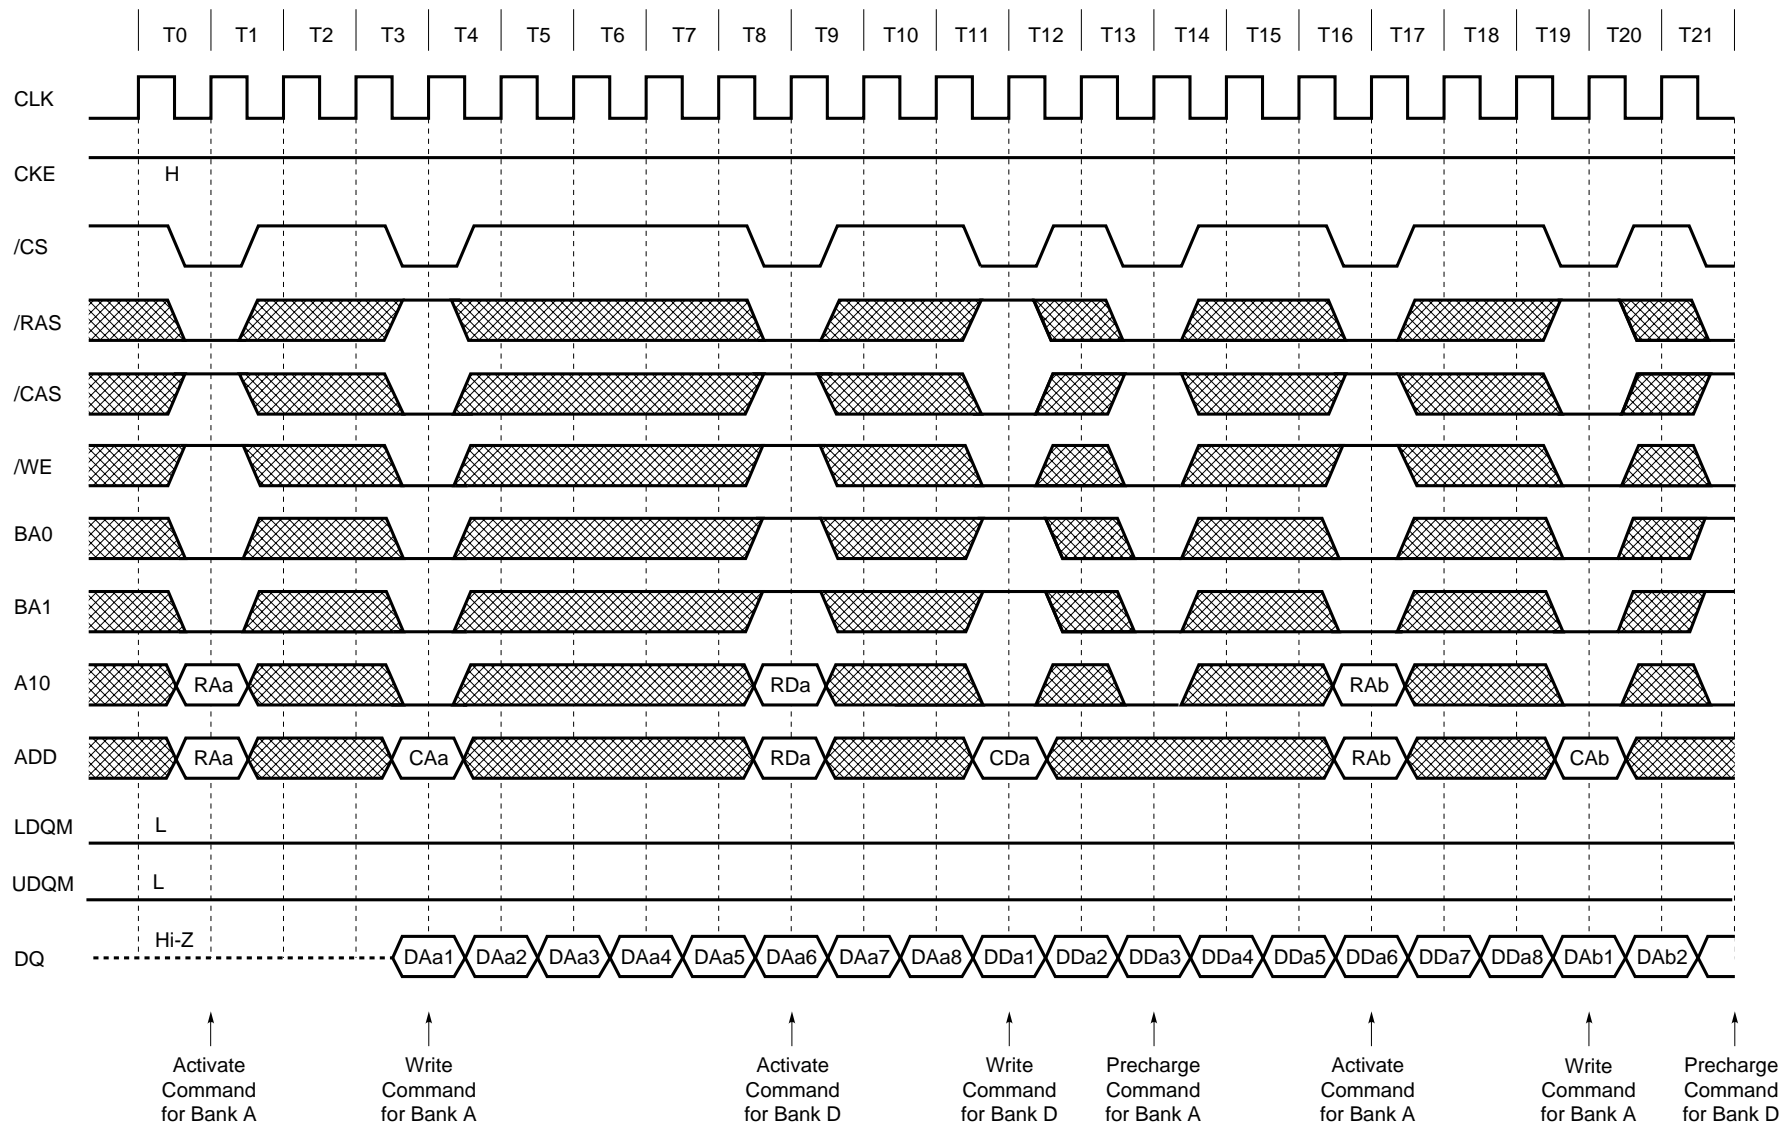 T0 T1 T2 T3 T4 T5 T6 T7 T8 T9 T10 T11 T12 T13 T14 T15 T16 T17 T18 T19 T20 T21
CLK
CKE H
/CS
/RAS
/CAS
/WE
BA0
BA1
A10 RAa RDa RAb
ADD RAa CAa RDa CDa RAb CAb
LDQM L
UDQM L
DQ Hi-Z DAa1 DAa2 DAa3 DAa4 DAa5 DAa6 DAa7 DAa8 DDa1 DDa2 DDa3 DDa4 DDa5 DDa6 DDa7 DDa8 DAb1 DAb2
Activate
Command
for Bank A
Write
Command
for Bank A
Activate
Command
for Bank D
Write
Command
for Bank D
Precharge
Command
for Bank A
Activate
Command
for Bank A
Write
Command
for Bank A
Precharge
Command
for Bank D